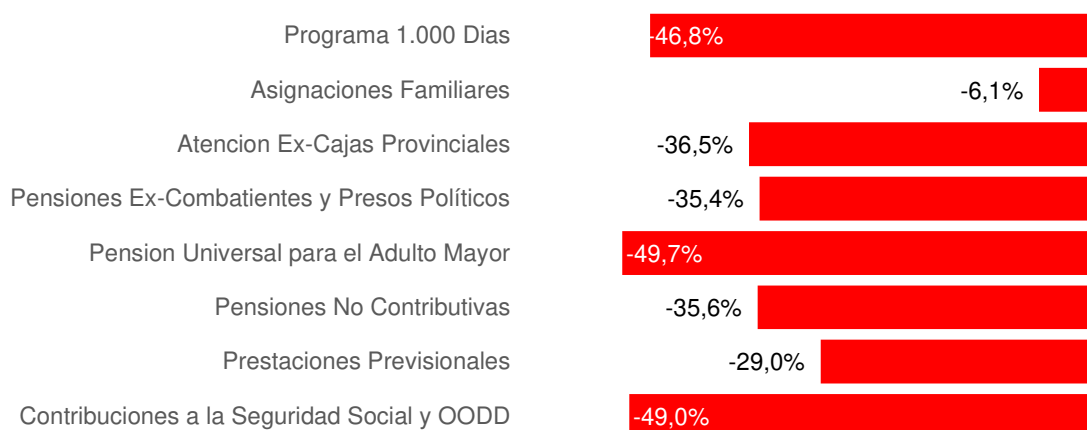 Programa 1.000 Dias -46,8%
Asignaciones Familiares -6,1%
Atencion Ex-Cajas Provinciales -36,5%
Pensiones Ex-Combatientes y Presos Políticos -35,4%
Pension Universal para el Adulto Mayor -49,7%
Pensiones No Contributivas -35,6%
Prestaciones Previsionales -29,0%
Contribuciones a la Seguridad Social y OODD -49,0%